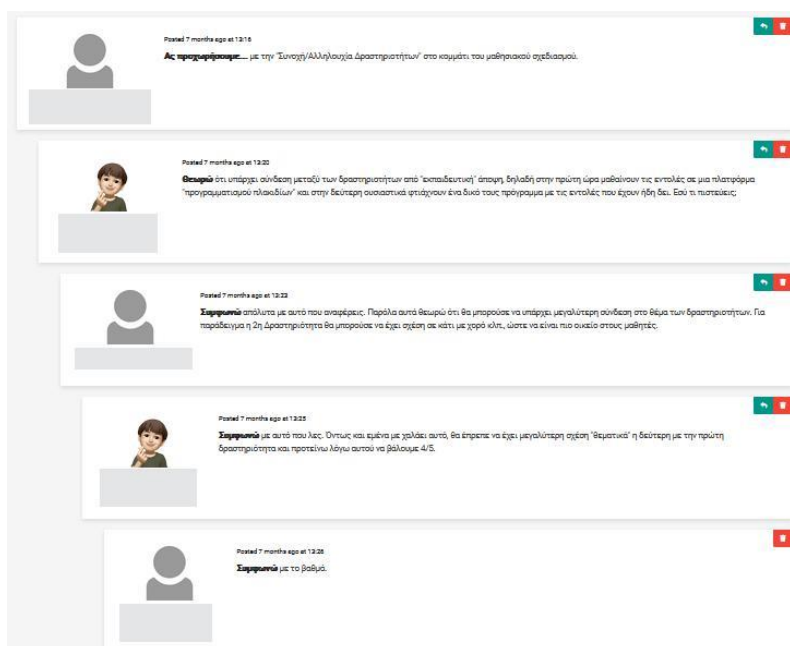 Posted 7 months ago at 13:16
Ας προχωρήσουμε.... με την "Συνοχή/Αλληλουχία Δραστηριοτήτων" στο κομμάτι του μαθησιακού σχεδιασμού.
Posted 7 months ago at 13:20
Θεωρώ ότι υπάρχει σύνδεση μεταξύ των δραστηριοτήτων από "εκπαιδευτική" άποψη, δηλαδή στην πρώτη ώρα μαθαίνουν τις εντολές σε μια πλατφόρμα
"προγραμματισμού πλακιδίων" και στην δεύτερη ουσιαστικά φτιάχνουν ένα δικό τους πρόγραμμα με τις εντολές που έχουν ήδη δει. Εσύ τι πιστεύεις;
Posted 7 months ago at 13:23
Συμφωνώ απόλυτα με αυτό που αναφέρεις. Παρόλα αυτά θεωρώ ότι θα μπορούσε να υπάρχει μεγαλύτερη σύνδεση στο θέμα των δραστηριοτήτων. Για
παράδειγμα η 2η Δραστηριότητα θα μπορούσε να έχει σχέση σε κάτι με χορό κλπ., ώστε να είναι πιο οικείο στους μαθητές.
Posted 7 months ago at 13:25
Συμφωνώ με αυτό που λες. Όντως και εμένα με χαλάει αυτό, θα έπρεπε να έχει μεγαλύτερη σχέση "θεματικά" η δεύτερη με την πρώτη
δραστηριότητα και προτείνω λόγω αυτού να βάλουμε 4/5.
Posted 7 months ago at 13:26
Συμφωνώ με το βαθμό.